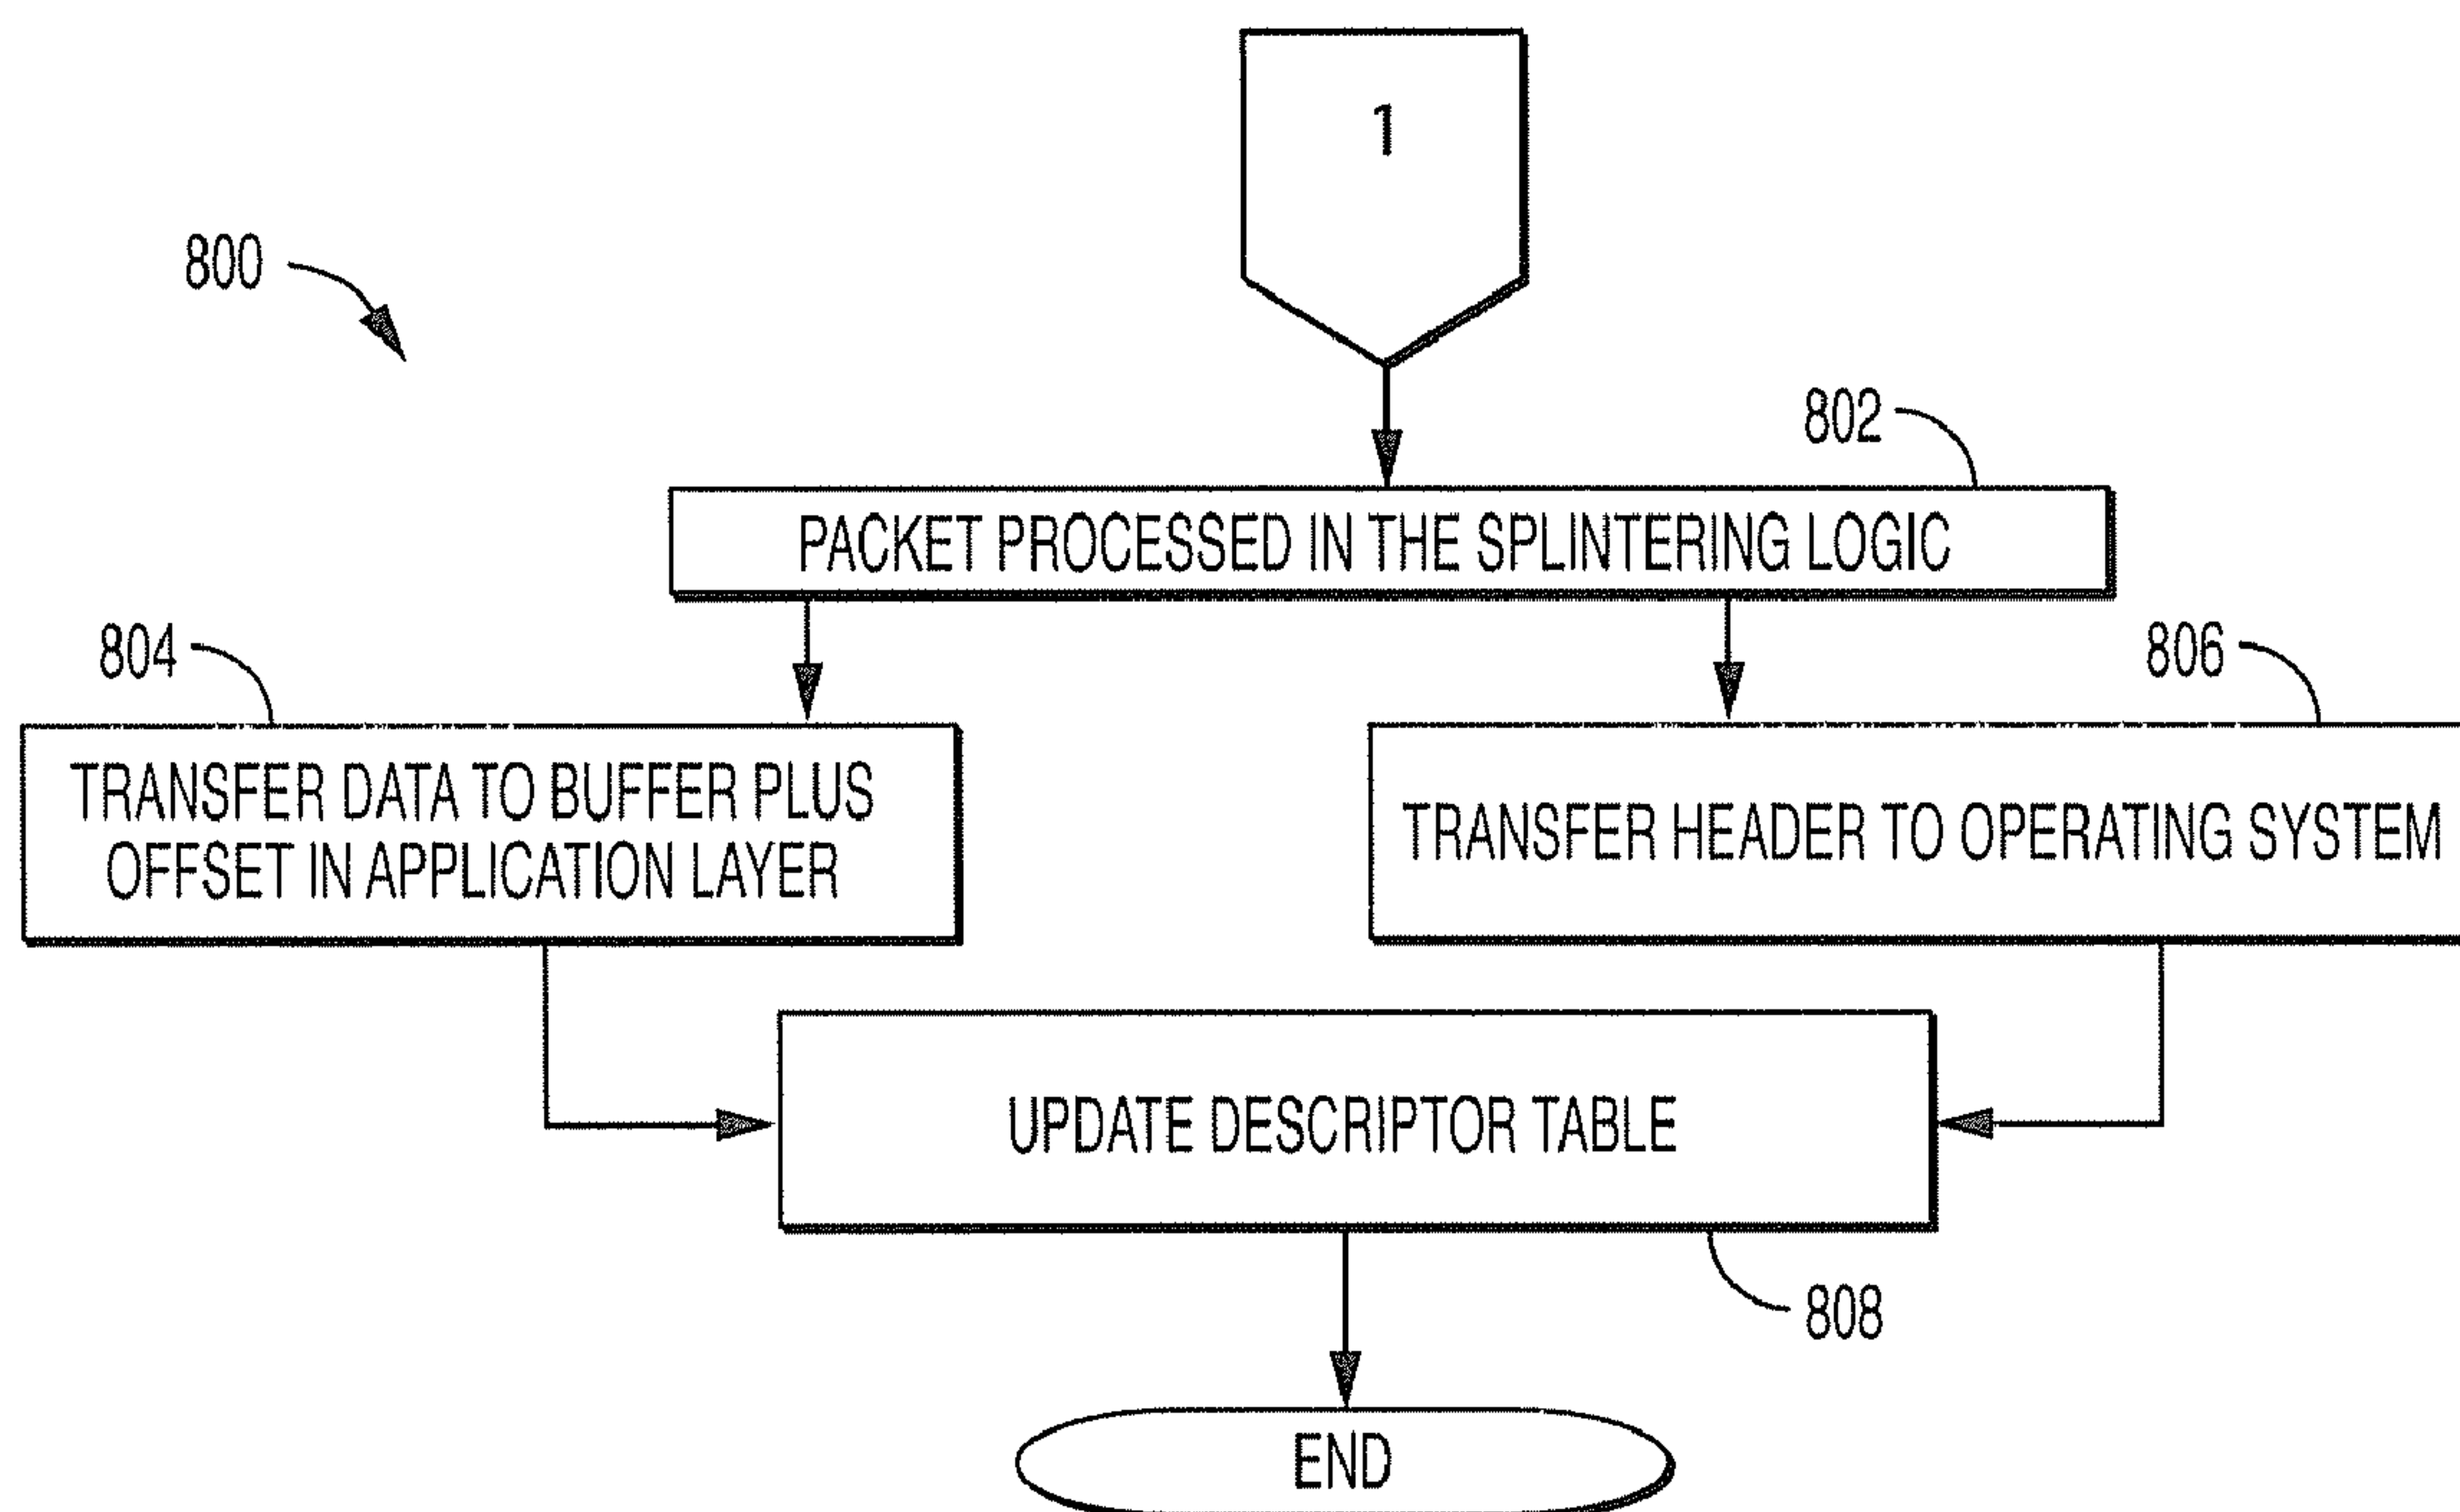 1
800
802
PACKET PROCESSED IN THE SPLINTERING LOGIC
804
806
TRANSFER DATA TO BUFFER PLUS
OFFSET IN APPLICATION LAYER
TRANSFER HEADER TO OPERATING SYSTEM
UPDATE DESCRIPTOR TABLE
808
END